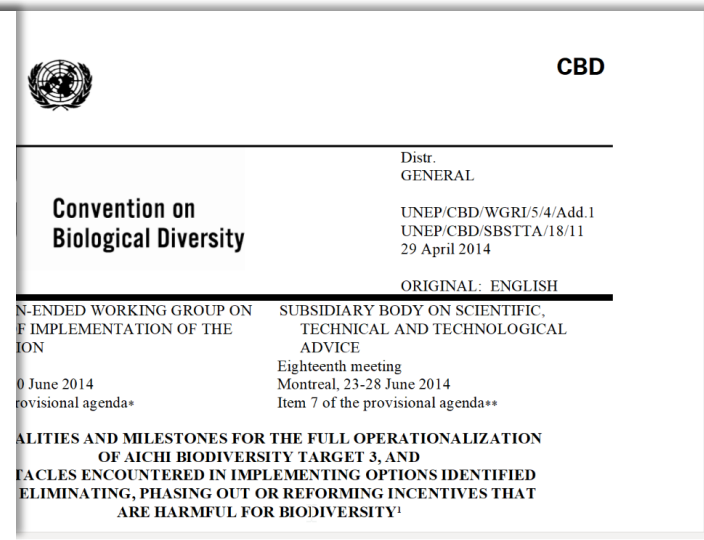 CBD
Distr.
GENERAL
Convention on
Biological Diversity
UNEP/CBD/WGRI/5/4/Add.1
UNEP/CBD/SBSTTA/18/11
29 April 2014
ORIGINAL: ENGLISH
N-ENDED WORKING GROUP ON
F IMPLEMENTATION OF THE
ION
0 June 2014
rovisional agenda*
SUBSIDIARY BODY ON SCIENTIFIC,
TECHNICAL AND TECHNOLOGICAL
ADVICE
Eighteenth meeting
Montreal, 23-28 June 2014
Item 7 of the provisional agenda**
ALITIES AND MILESTONES FOR THE FULL OPERATIONALIZATION
OF AICHI BIODIVERSITY TARGET 3, AND
TACLES ENCOUNTERED IN IMPLEMENTING OPTIONS IDENTIFIED
ELIMINATING, PHASING OUT OR REFORMING INCENTIVES THAT
ARE HARMFUL FOR BIODIVERSITY¹